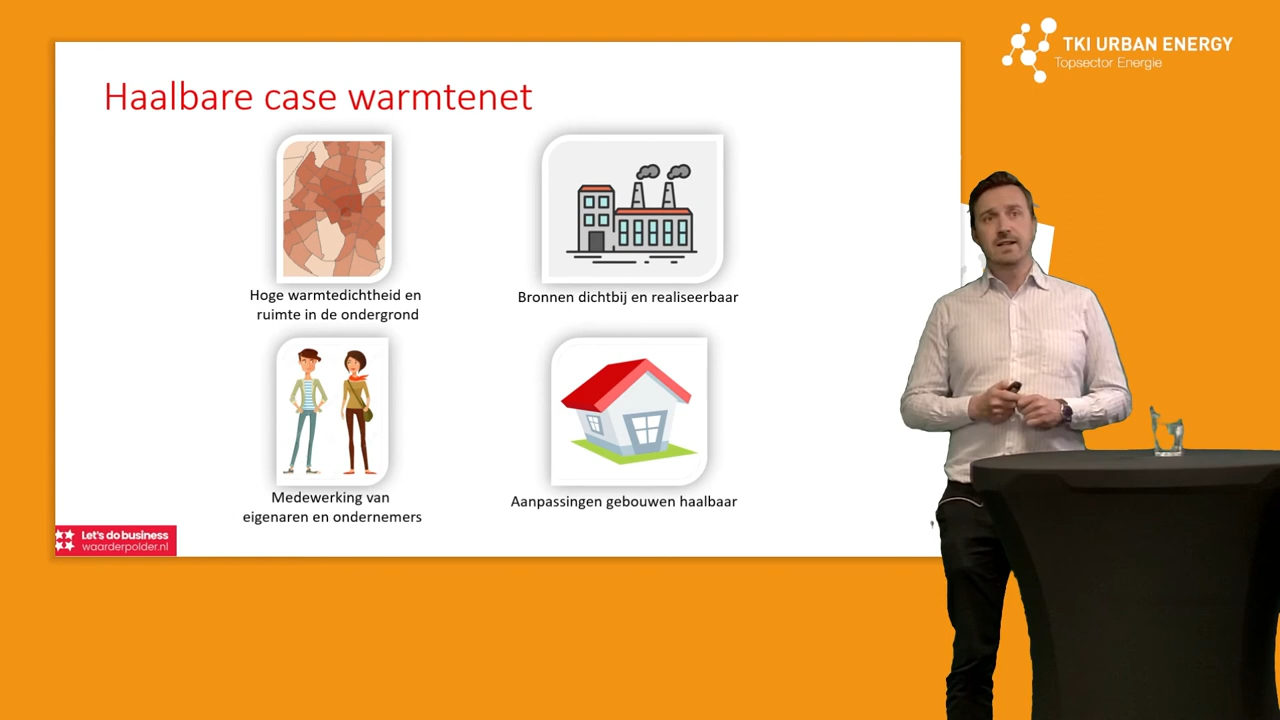 TKI URBAN ENERGY
Topsector Energie
Haalbare case warmtenet
Hoge warmtedichtheid en
ruimte in de ondergrond
Bronnen dichtbij en realiseerbaar
Medewerking van
eigenaren en ondernemers
Aanpassingen gebouwen haalbaar
Let's do business
waarderpolder.nl